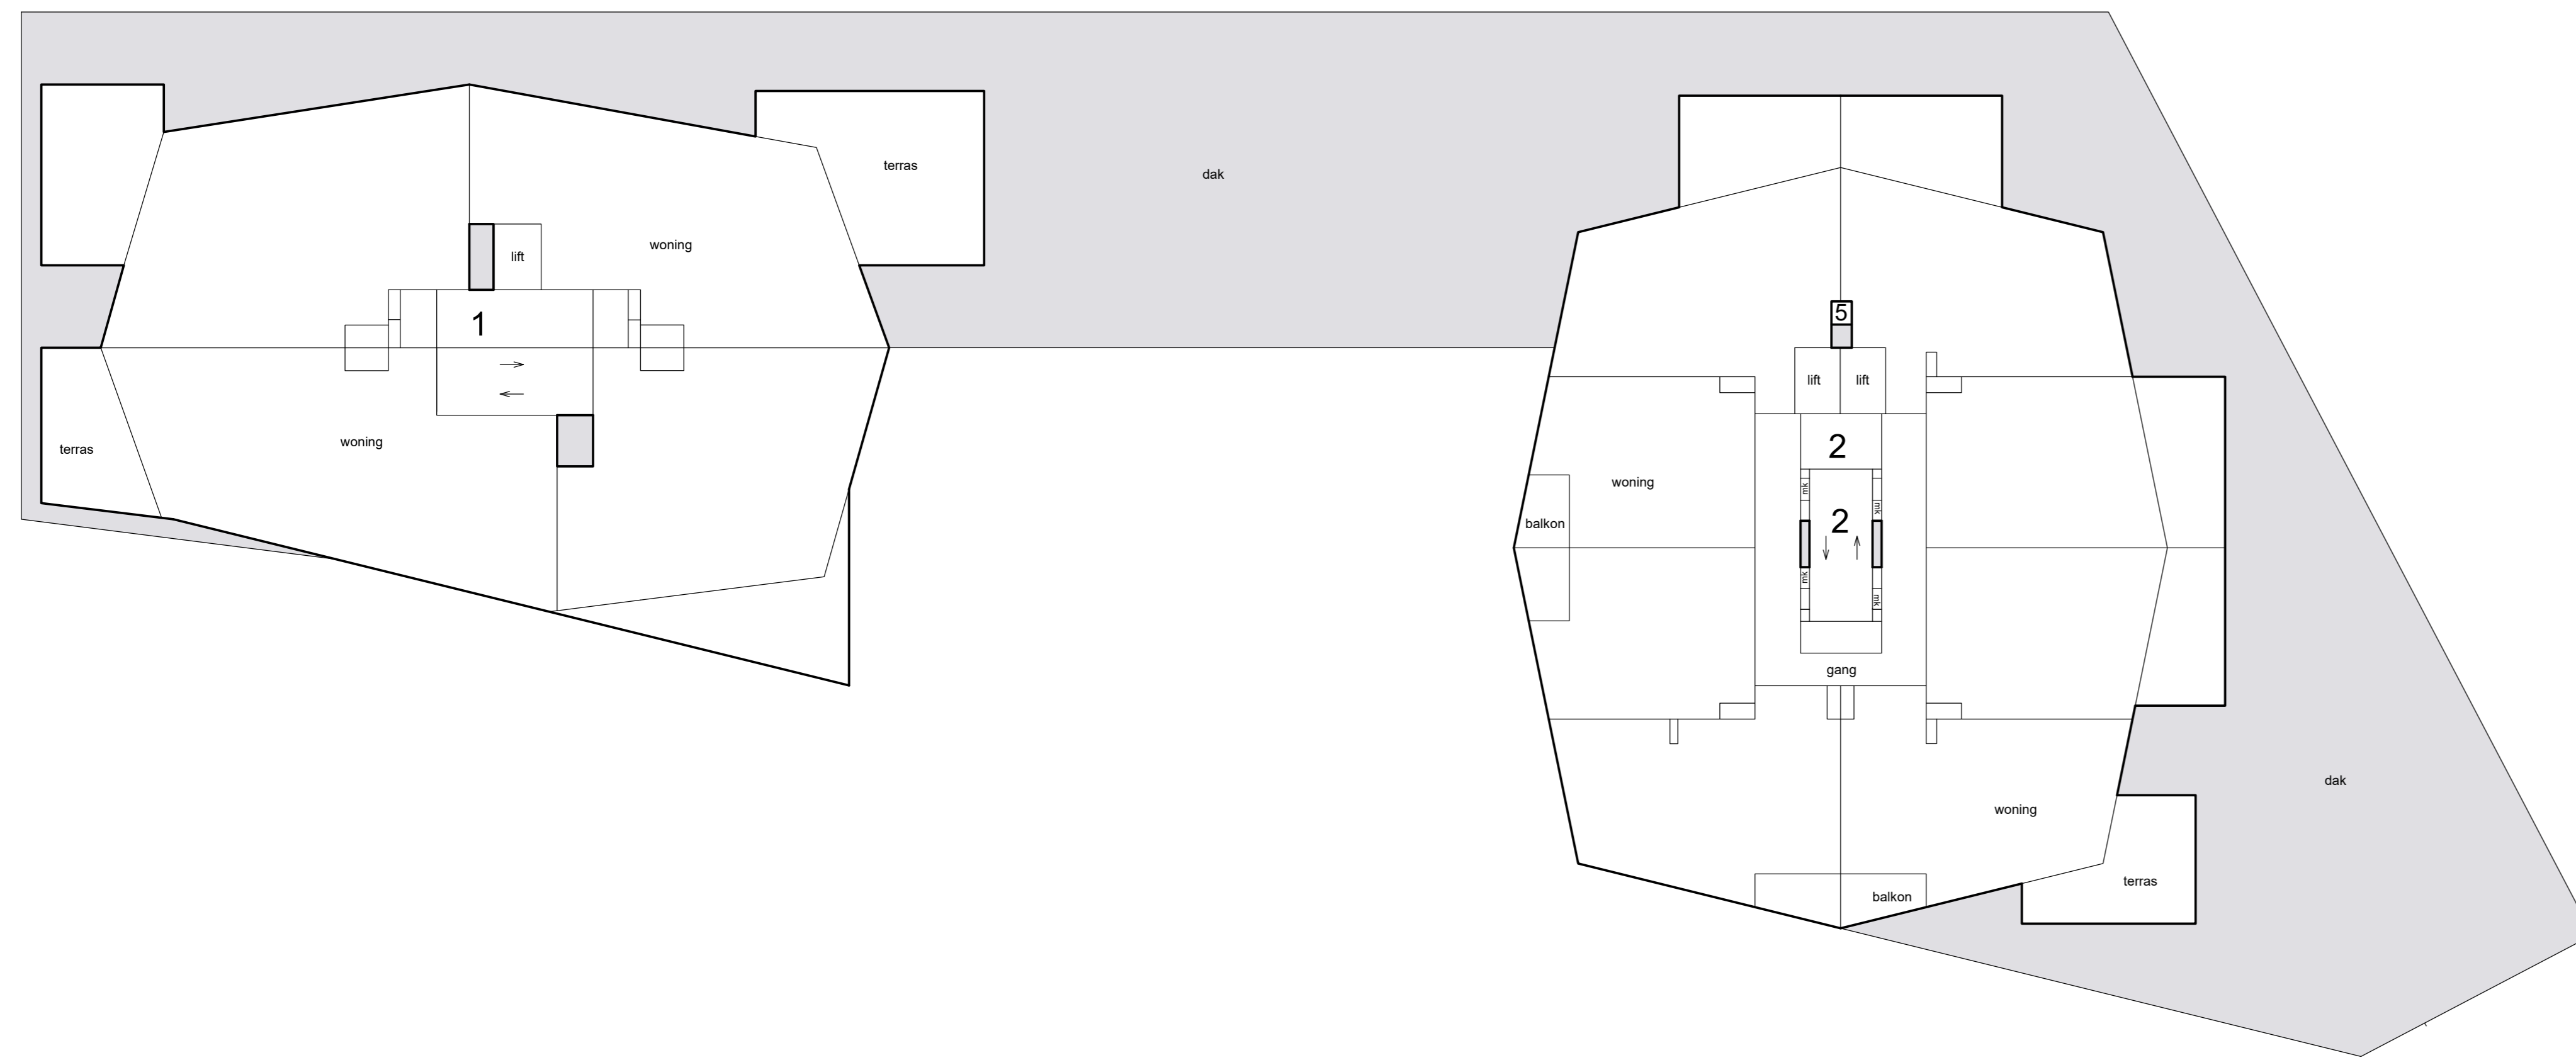 terras
dak
woning
lift
1
woning
terras
5
lift
lift
2
woning
mk
mk
2
balkon
mk
mk
gang
dak
woning
terras
balkon